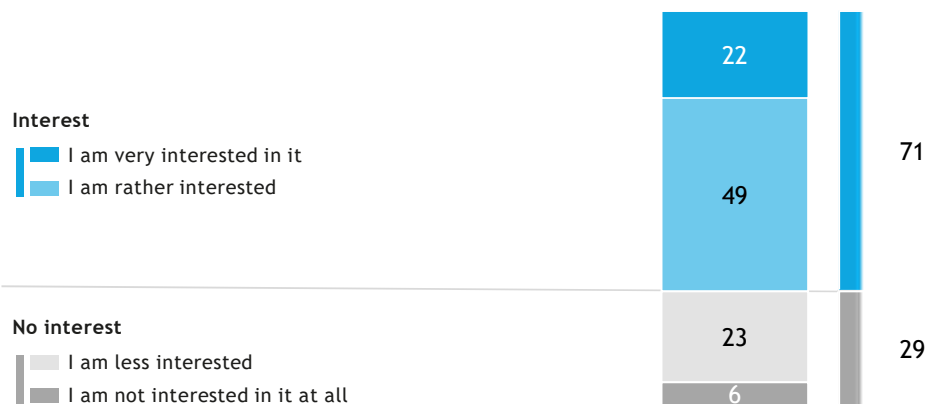 22
Interest
I am very interested in it
71
I am rather interested
49
No interest
23
29
I am less interested
I am not interested in it at all
6